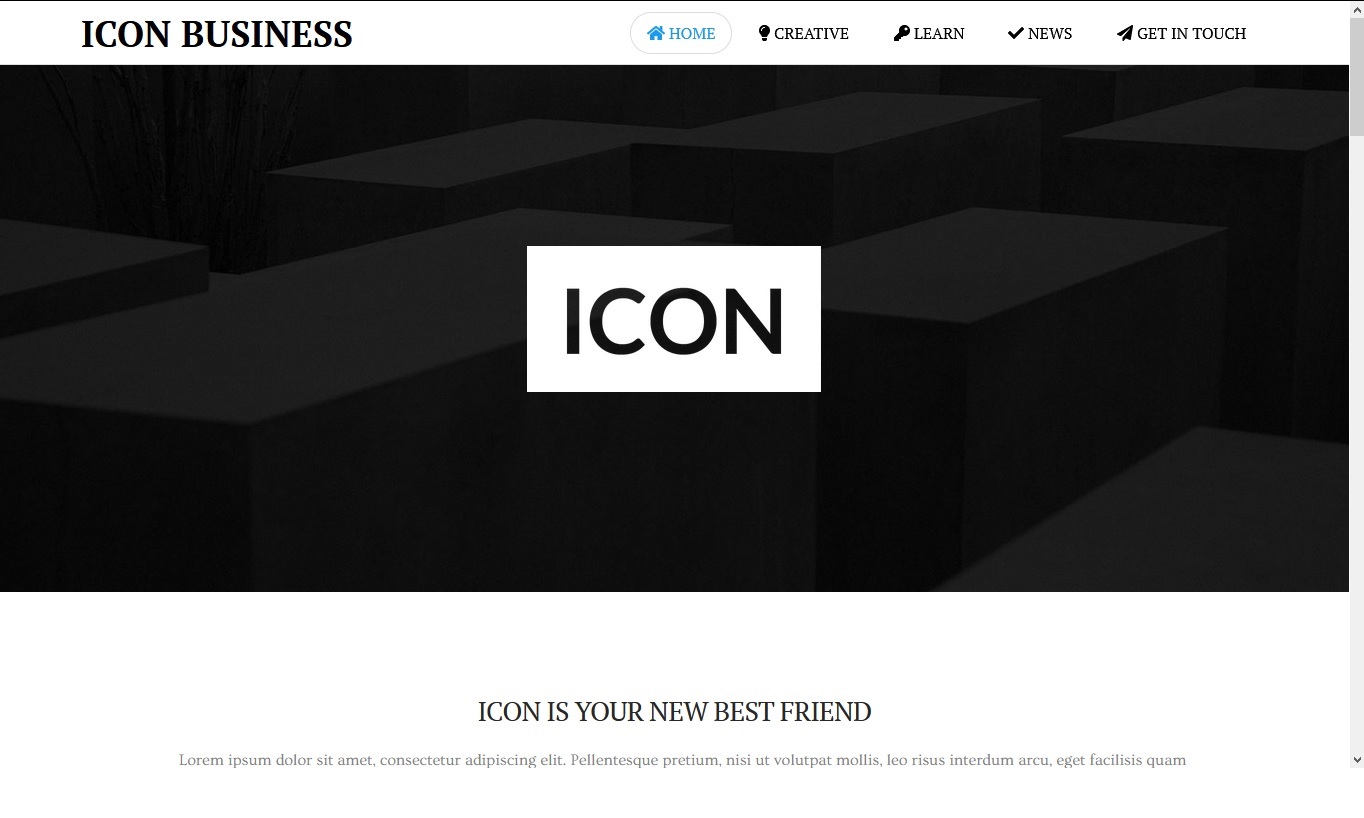 ICON BUSINESS
HOME CREATIVE LEARN NEWS GET IN TOUCH
ICON
ICON IS YOUR NEW BEST FRIEND
Lorem ipsum dolor sit amet, consectetur adipiscing elit. Pellentesque pretium, nisi ut volutpat mollis, leo risus interdum arcu, eget facilisis quam